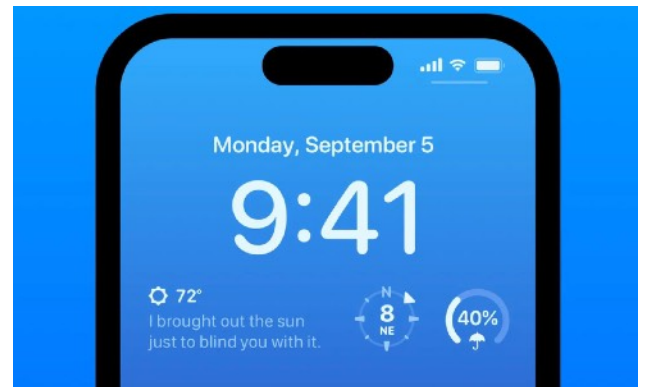 Monday, September 5
9:41
72°
I brought out the sun
just to blind you with it.
N
8
NE
40%